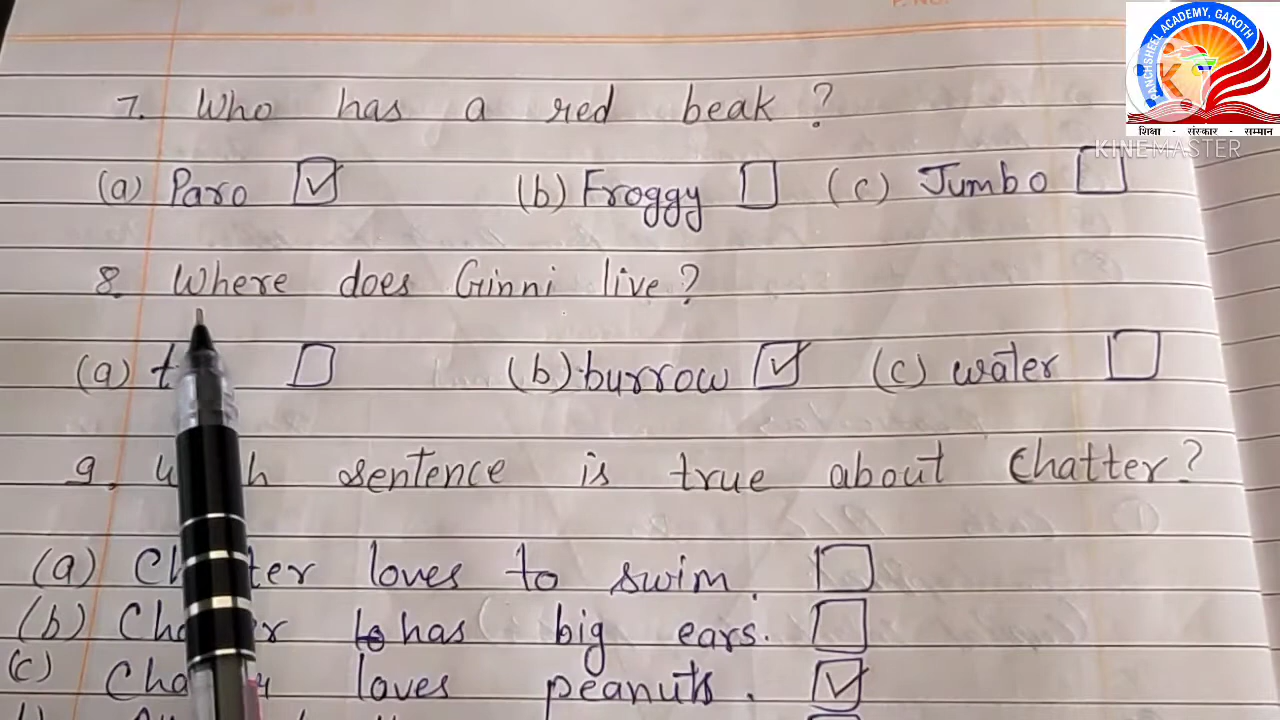 PANCHSHEEL ACADEMY, GAROTH
शिक्षा - संस्कार - सम्मान
KINEMASTER
7. Who has a red beak?
(a) Paro (b) Froggy (c) Jumbo
8. Where does Ginni live?
(a) (b) burrow (c) water
9. sentence is true about Chatter?
(a) loves to swim.
(b) has big ears.
(c) loves peanuts.